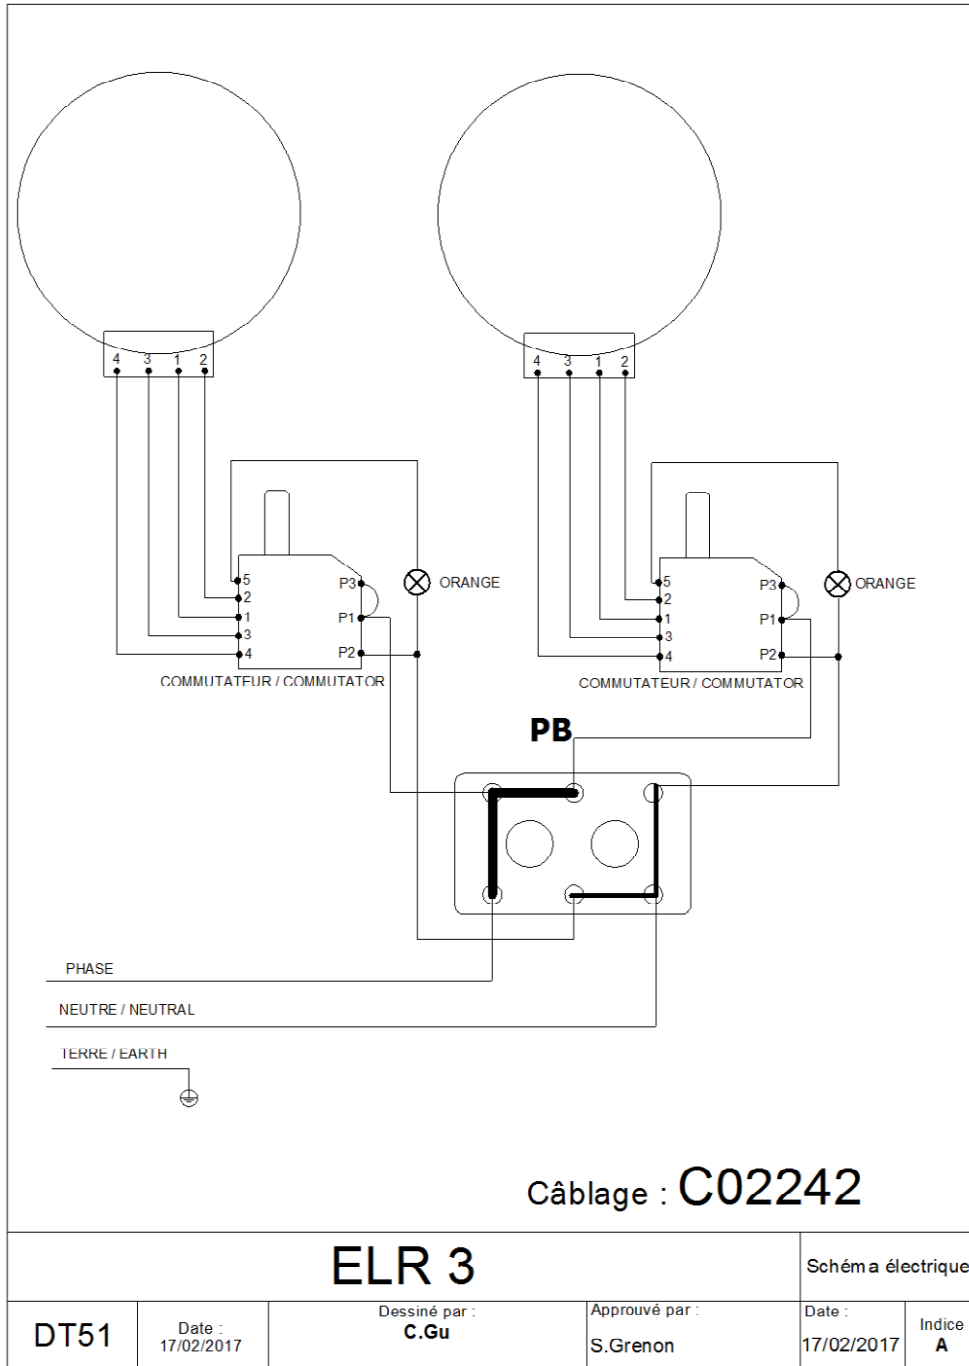 4 3 1 2
4 3 1 2
5
2
1
3
4
P3
P1
P2
ORANGE
COMMUTATEUR / COMMUTATOR
5
2
1
3
4
P3
P1
P2
ORANGE
COMMUTATEUR / COMMUTATOR
PB
PHASE
NEUTRE / NEUTRAL
TERRE / EARTH
Câblage : C02242
ELR 3
Schéma électrique
DT51
Date :
17/02/2017
Dessiné par :
C.Gu
Approuvé par :
S.Grenon
Date :
17/02/2017
Indice
A